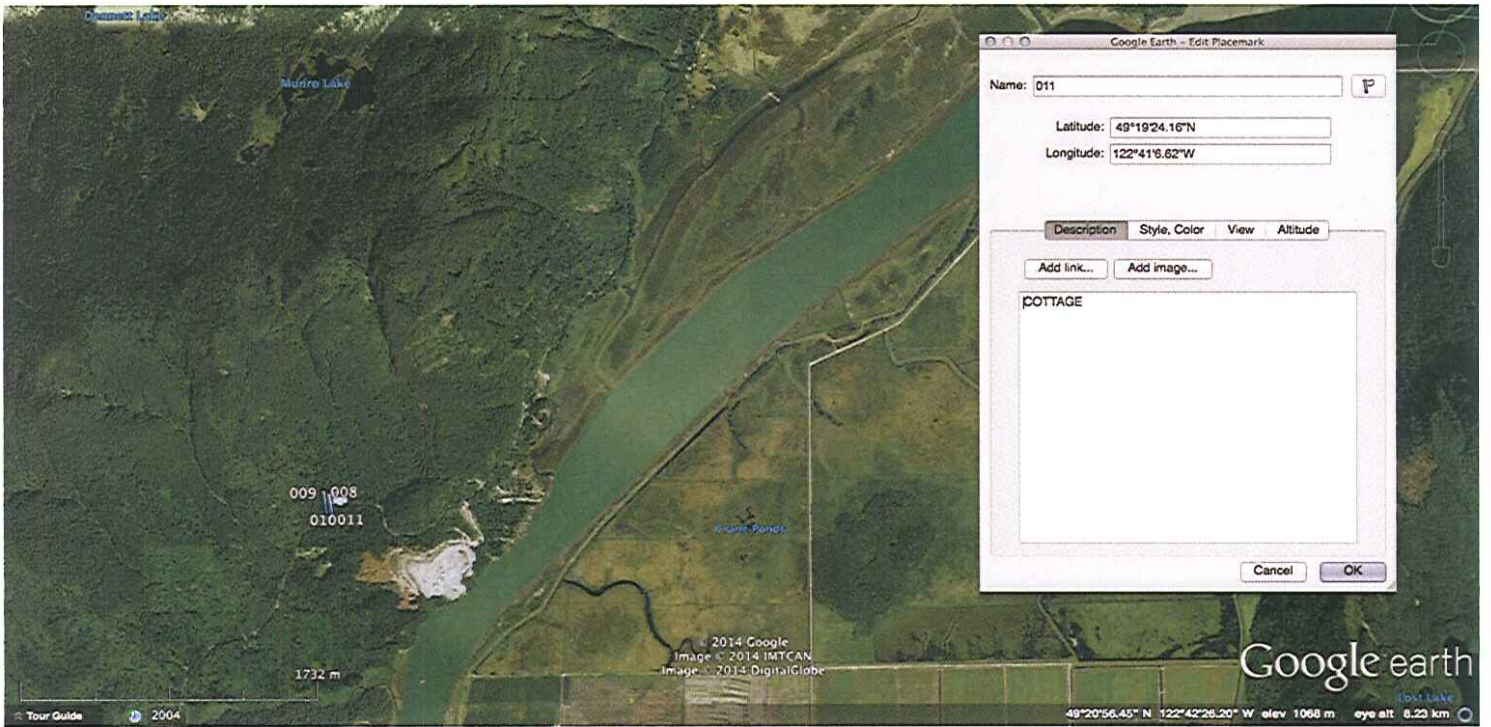 Dennett Lake
Munro Lake
009 008
010011
1732 m
Tour Guide
2004
© 2014 Google
Image © 2014 IMTCAN
Image © 2014 DigitalGlobe
Google Earth – Edit Placemark
Name: 011
Latitude: 49°19'24.16"N
Longitude: 122°41'6.62"W
Description Style, Color View Altitude
Add link... Add image...
COTTAGE
Cancel OK
Google earth
Lost Lake
49°20'56.45" N 122°42'26.20" W elev 1068 m eye alt 8.23 km